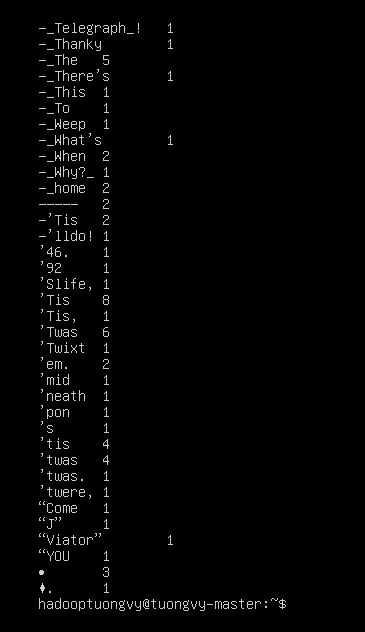 —_Telegraph_!	1
—_Thanky	1
—_The	5
—_There’s	1
—_This	1
—_To	1
—_Weep	1
—_What’s	1
—_When	2
—_Why?_	1
—_home	2
-----	2
—’Tis	2
—’lldo!	1
’46.	1
’92	1
’Slife,	1
’Tis	8
’Tis,	1
’Twas	6
’Twixt	1
’em.	2
’mid	1
’neath	1
’pon	1
’s	1
’tis	4
’twas	4
’twas.	1
’twere,	1
“Come	1
“J”	1
“Viator”	1
“YOU	1
•	3
♦.	1
hadooptuongvy@tuongvy-master:~$